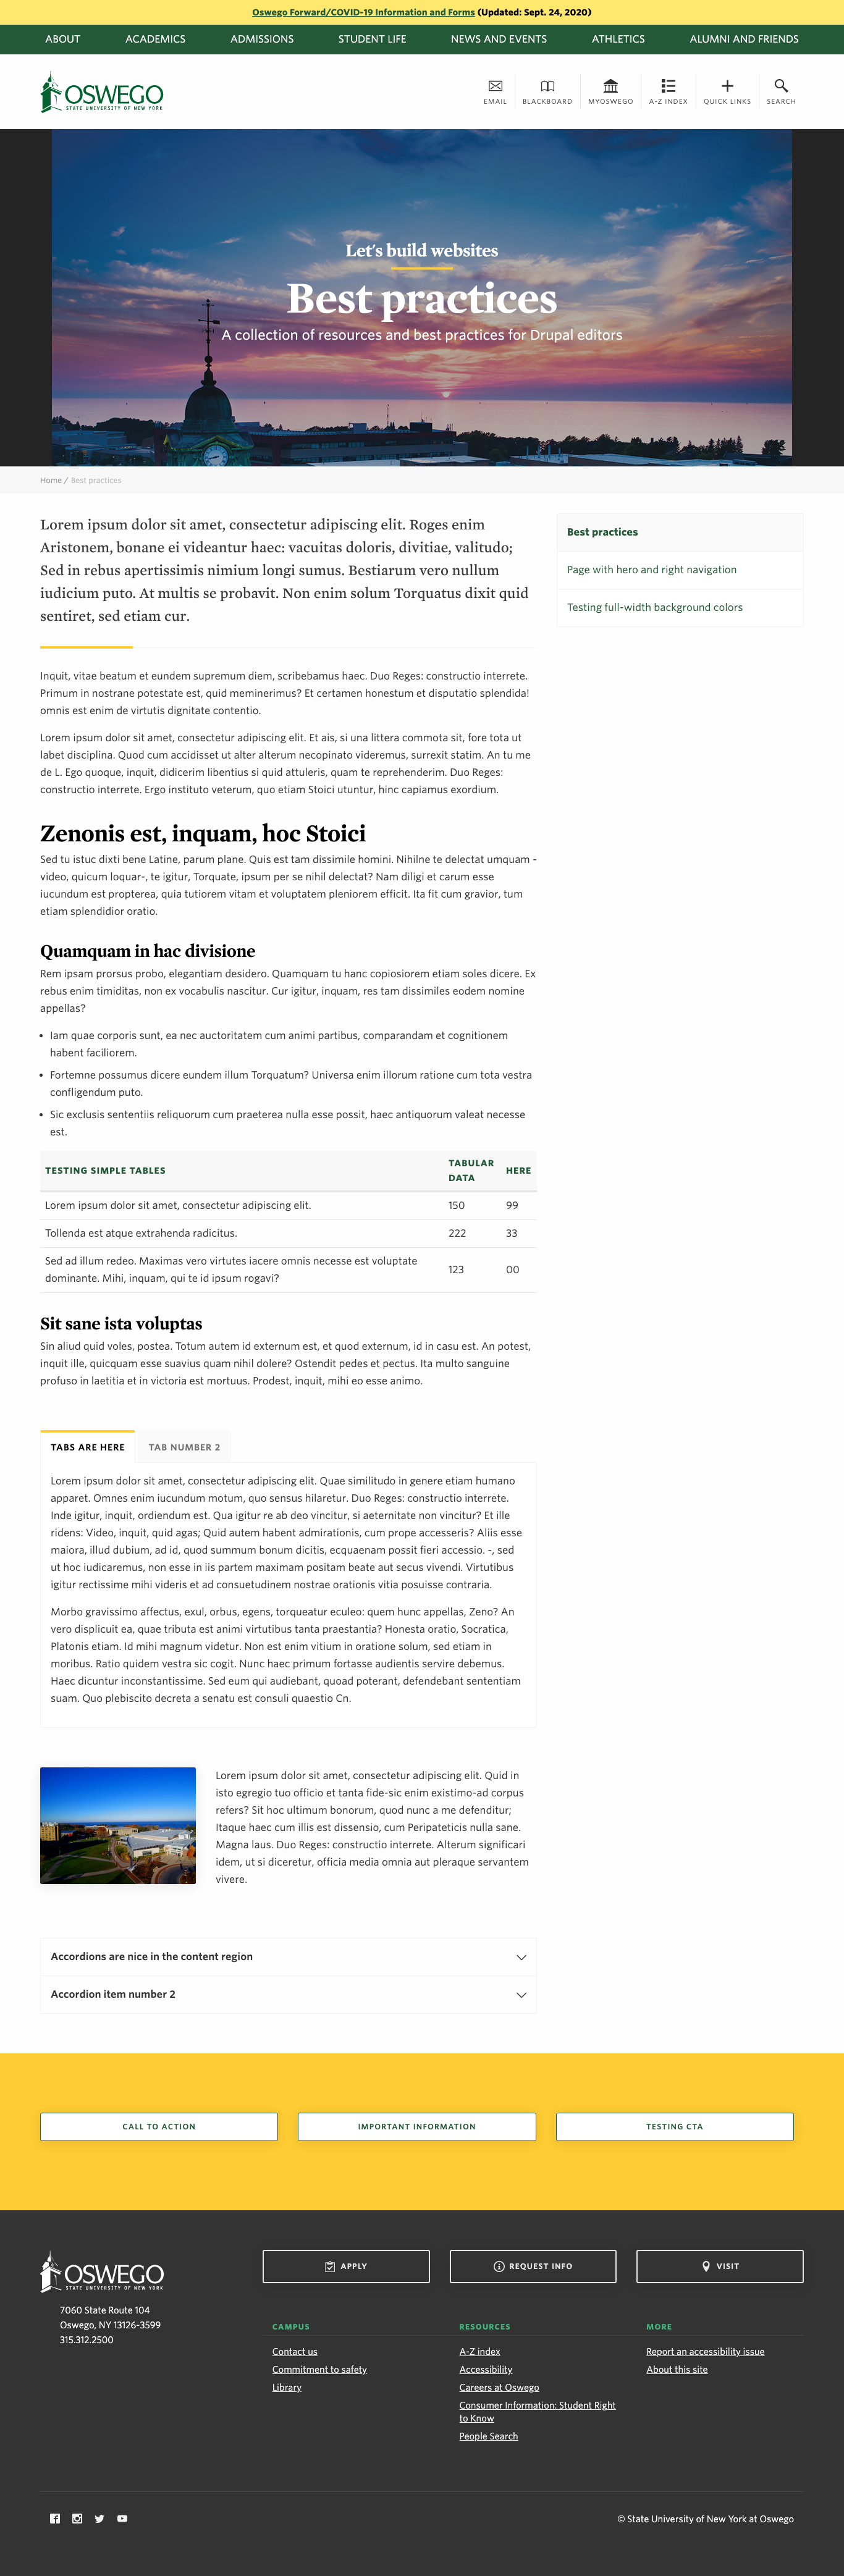 Oswego Forward/COVID-19 Information and Forms (Updated: Sept. 24, 2020)
ABOUT
ACADEMICS
ADMISSIONS
STUDENT LIFE
NEWS AND EVENTS
ATHLETICS
ALUMNI AND FRIENDS
OSWEGO
STATE UNIVERSITY OF NEW YORK
EMAIL
BLACKBOARD
MYOSWEGO
A-Z INDEX
QUICK LINKS
SEARCH
Let's build websites
Best practices
A collection of resources and best practices for Drupal editors
Home / Best practices
Lorem ipsum dolor sit amet, consectetur adipiscing elit. Roges enim
Aristonem, bonane ei videantur haec: vacuitas doloris, divitiae, valitudo;
Sed in rebus apertissimis nimium longi sumus. Bestiarum vero nullum
iudicium puto. At multis se probavit. Non enim solum Torquatus dixit quid
sentiret, sed etiam cur.
Best practices
Page with hero and right navigation
Testing full-width background colors
Inquit, vitae beatum et eundem supremum diem, scribebamus haec. Duo Reges: constructio interrete.
Primum in nostrane potestate est, quid meminerimus? Et certamen honestum et disputatio splendida!
omnis est enim de virtutis dignitate contentio.
Lorem ipsum dolor sit amet, consectetur adipiscing elit. Et ais, si una littera commota sit, fore tota ut
labet disciplina. Quod cum accidisset ut alter alterum necopinato videremus, surrexit statim. An tu me
de L. Ego quoque, inquit, didicerim libentius si quid attuleris, quam te reprehenderim. Duo Reges:
constructio interrete. Ergo instituto veterum, quo etiam Stoici utuntur, hinc capiamus exordium.
Zenonis est, inquam, hoc Stoici
Sed tu istuc dixti bene Latine, parum plane. Quis est tam dissimile homini. Nihilne te delectat umquam -
video, quicum loquar-, te igitur, Torquate, ipsum per se nihil delectat? Nam diligi et carum esse
iucundum est propterea, quia tutiorem vitam et voluptatem pleniorem efficit. Ita fit cum gravior, tum
etiam splendidior oratio.
Quamquam in hac divisione
Rem ipsam prorsus probo, elegantiam desidero. Quamquam tu hanc copiosiorem etiam soles dicere. Ex
rebus enim timiditas, non ex vocabulis nascitur. Cur igitur, inquam, res tam dissimiles eodem nomine
appellas?
• Iam quae corporis sunt, ea nec auctoritatem cum animi partibus, comparandam et cognitionem
habent faciliorem.
• Fortemne possumus dicere eundem illum Torquatum? Universa enim illorum ratione cum tota vestra
confligendum puto.
• Sic exclusis sententiis reliquorum cum praeterea nulla esse possit, haec antiquorum valeat necesse
est.
TESTING SIMPLE TABLES
TABULAR
DATA
HERE
Lorem ipsum dolor sit amet, consectetur adipiscing elit. 150 99
Tollenda est atque extrahenda radicitus. 222 33
Sed ad illum redeo. Maximas vero virtutes iacere omnis necesse est voluptate
dominante. Mihi, inquam, qui te id ipsum rogavi?
123 00
Sit sane ista voluptas
Sin aliud quid voles, postea. Totum autem id externum est, et quod externum, id in casu est. An potest,
inquit ille, quicquam esse suavius quam nihil dolere? Ostendit pedes et pectus. Ita multo sanguine
profuso in laetitia et in victoria est mortuus. Prodest, inquit, mihi eo esse animo.
TABS ARE HERE
TAB NUMBER 2
Lorem ipsum dolor sit amet, consectetur adipiscing elit. Quae similitudo in genere etiam humano
apparet. Omnes enim iucundum motum, quo sensus hilaretur. Duo Reges: constructio interrete.
Inde igitur, inquit, ordiendum est. Qua igitur re ab deo vincitur, si aeternitate non vincitur? Et ille
ridens: Video, inquit, quid agas; Quid autem habent admirationis, cum prope accesseris? Aliis esse
maiora, illud dubium, ad id, quod summum bonum dicitis, ecquaenam possit fieri accessio. -, sed
ut hoc iudicaremus, non esse in iis partem maximam positam beate aut secus vivendi. Virtutibus
igitur rectissime mihi videris et ad consuetudinem nostrae orationis vitia posuisse contraria.
Morbo gravissimo affectus, exul, orbus, egens, torqueatur eculeo: quem hunc appellas, Zeno? An
vero displicuit ea, quae tributa est animi virtutibus tanta praestantia? Honesta oratio, Socratica,
Platonis etiam. Id mihi magnum videtur. Non est enim vitium in oratione solum, sed etiam in
moribus. Ratio quidem vestra sic cogit. Nunc haec primum fortasse audientis servire debemus.
Haec dicuntur inconstantissime. Sed eum qui audiebant, quoad poterant, defendebant sententiam
suam. Quo plebiscito decreta a senatu est consuli quaestio Cn.
Lorem ipsum dolor sit amet, consectetur adipiscing elit. Quid in
isto egregio tuo officio et tanta fide-sic enim existimo-ad corpus
refers? Sit hoc ultimum bonorum, quod nunc a me defenditur;
Itaque haec cum illis est dissensio, cum Peripateticis nulla sane.
Magna laus. Duo Reges: constructio interrete. Alterum significari
idem, ut si diceretur, officia media omnia aut pleraque servantem
vivere.
Accordions are nice in the content region
Accordion item number 2
CALL TO ACTION
IMPORTANT INFORMATION
TESTING CTA
OSWEGO
STATE UNIVERSITY OF NEW YORK
7060 State Route 104
Oswego, NY 13126-3599
315.312.2500
APPLY
REQUEST INFO
VISIT
CAMPUS
Contact us
Commitment to safety
Library
RESOURCES
A-Z index
Accessibility
Careers at Oswego
Consumer Information: Student Right
to Know
People Search
MORE
Report an accessibility issue
About this site
© State University of New York at Oswego